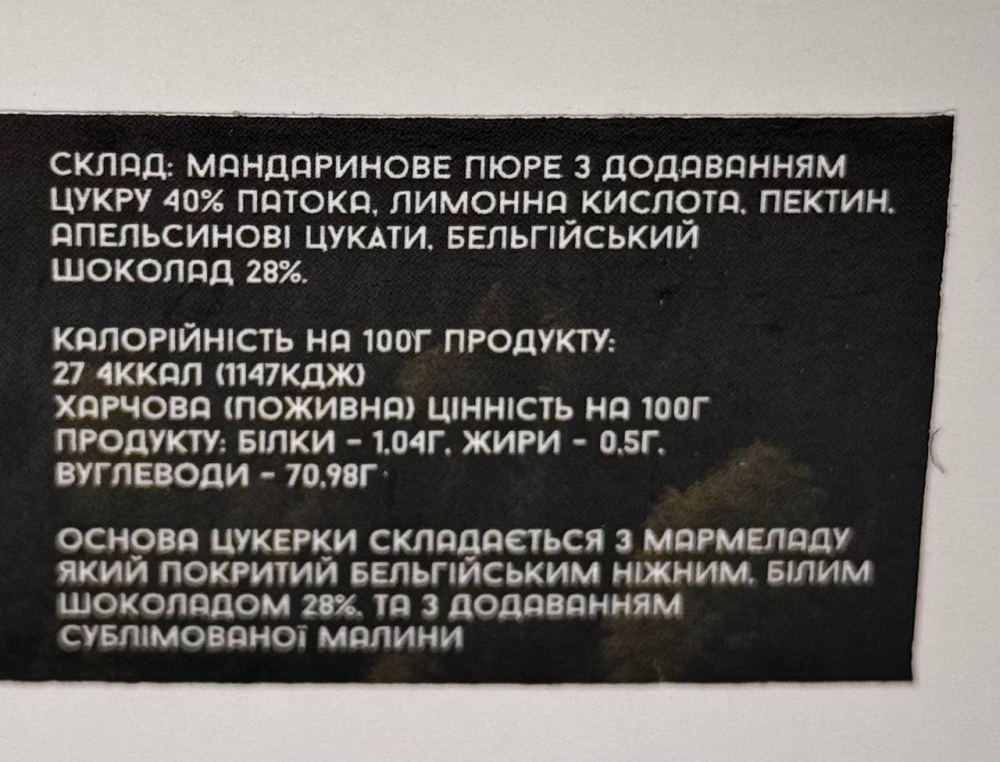 СКЛАД: МАНДАРИНОВЕ ПЮРЕ З ДОДАВАННЯМ
ЦУКРУ 40% ПАТОКА, ЛИМОННА КИСЛОТА, ПЕКТИН,
АПЕЛЬСИНОВІ ЦУКАТИ, БЕЛЬГІЙСЬКИЙ
ШОКОЛАД 28%.
КАЛОРІЙНІСТЬ НА 100Г ПРОДУКТУ:
27 4ККАЛ (1147КДЖ)
ХАРЧОВА (ПОЖИВНА) ЦІННІСТЬ НА 100Г
ПРОДУКТУ: БІЛКИ - 1,04Г, ЖИРИ - 0,5Г,
ВУГЛЕВОДИ - 70,98Г
ОСНОВА ЦУКЕРКИ СКЛАДАЄТЬСЯ З МАРМЕЛАДУ
ЯКИЙ ПОКРИТИЙ БЕЛЬГІЙСЬКИМ НІЖНИМ, БІЛИМ
ШОКОЛАДОМ 28%, ТА З ДОДАВАННЯМ
СУБЛІМОВАНОЇ МАЛИНИ